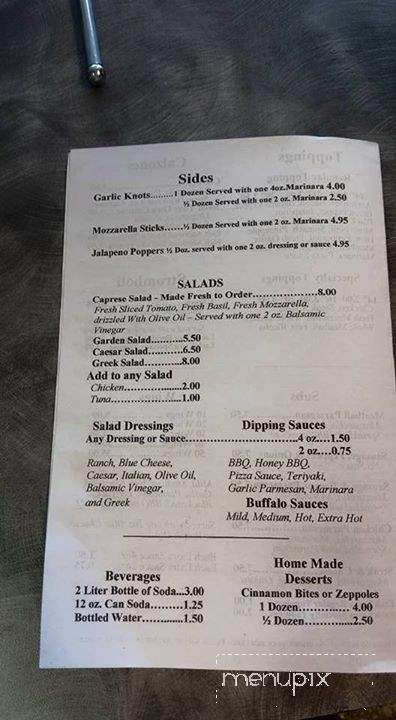 Sides
Garlic Knots.........1 Dozen Served with one 4oz.Marinara 4.00
½ Dozen Served with one 2 oz. Marinara 2.50
Mozzarella Sticks......½ Dozen Served with one 2 oz. Marinara 4.95
Jalapeno Poppers ½ Doz. served with one 2 oz. dressing or sauce 4.95
SALADS
Caprese Salad - Made Fresh to Order...................8.00
Fresh Sliced Tomato, Fresh Basil, Fresh Mozzarella,
drizzled With Olive Oil – Served with one 2 oz. Balsamic
Vinegar
Garden Salad..........5.50
Caesar Salad...........6.50
Greek Salad............8.00
Add to any Salad
Chicken...................2.00
Tuna.......................1.00
Salad Dressings
Any Dressing or Sauce................................4 oz....1.50
2 oz....0.75
Ranch, Blue Cheese,
Caesar, Italian, Olive Oil,
Balsamic Vinegar,
and Greek
Dipping Sauces
BBQ, Honey BBQ,
Pizza Sauce, Teriyaki,
Garlic Parmesan, Marinara
Buffalo Sauces
Mild, Medium, Hot, Extra Hot
Beverages
2 Liter Bottle of Soda...3.00
12 oz. Can Soda.........1.25
Bottled Water............1.50
Home Made
Desserts
Cinnamon Bites or Zeppoles
1 Dozen.............. 4.00
½ Dozen..............2.50
menupix